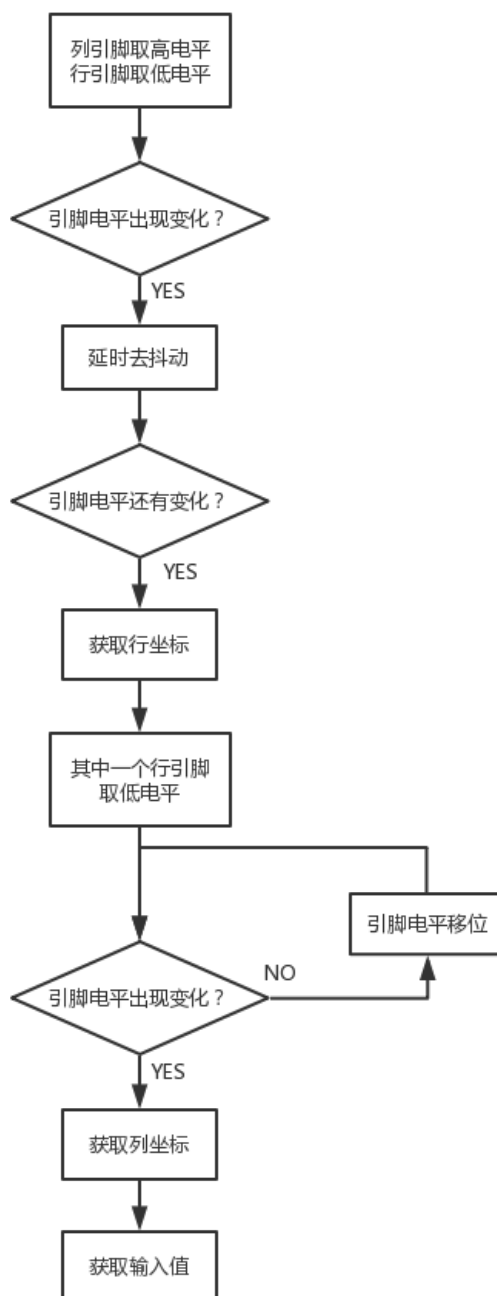 列引脚取高电平
行引脚取低电平
引脚电平出现变化？
YES
延时去抖动
引脚电平还有变化？
YES
获取行坐标
其中一个行引脚
取低电平
引脚电平移位
引脚电平出现变化？
NO
YES
获取列坐标
获取输入值